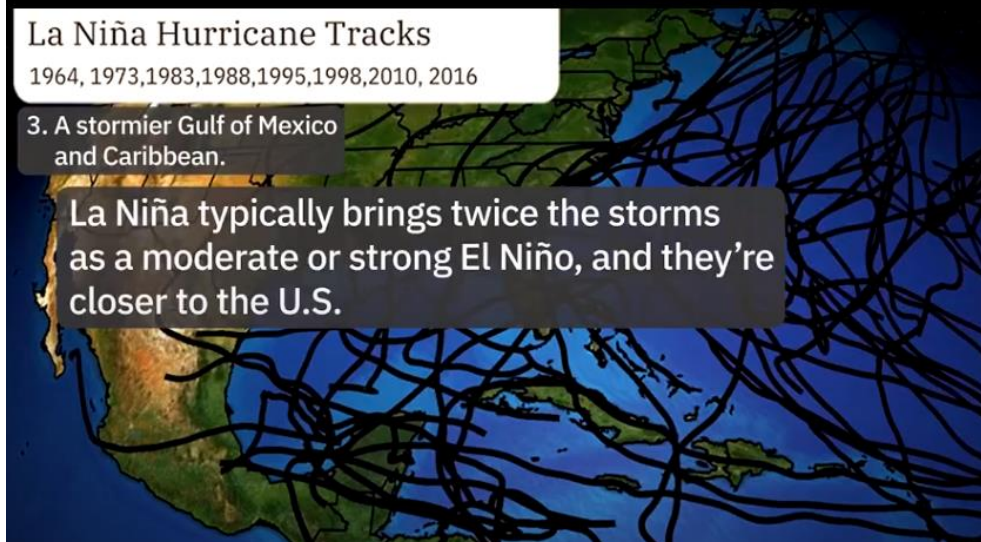 La Niña Hurricane Tracks
1964, 1973,1983,1988,1995,1998,2010, 2016
3. A stormier Gulf of Mexico
and Caribbean.
La Niña typically brings twice the storms
as a moderate or strong El Niño, and they’re
closer to the U.S.